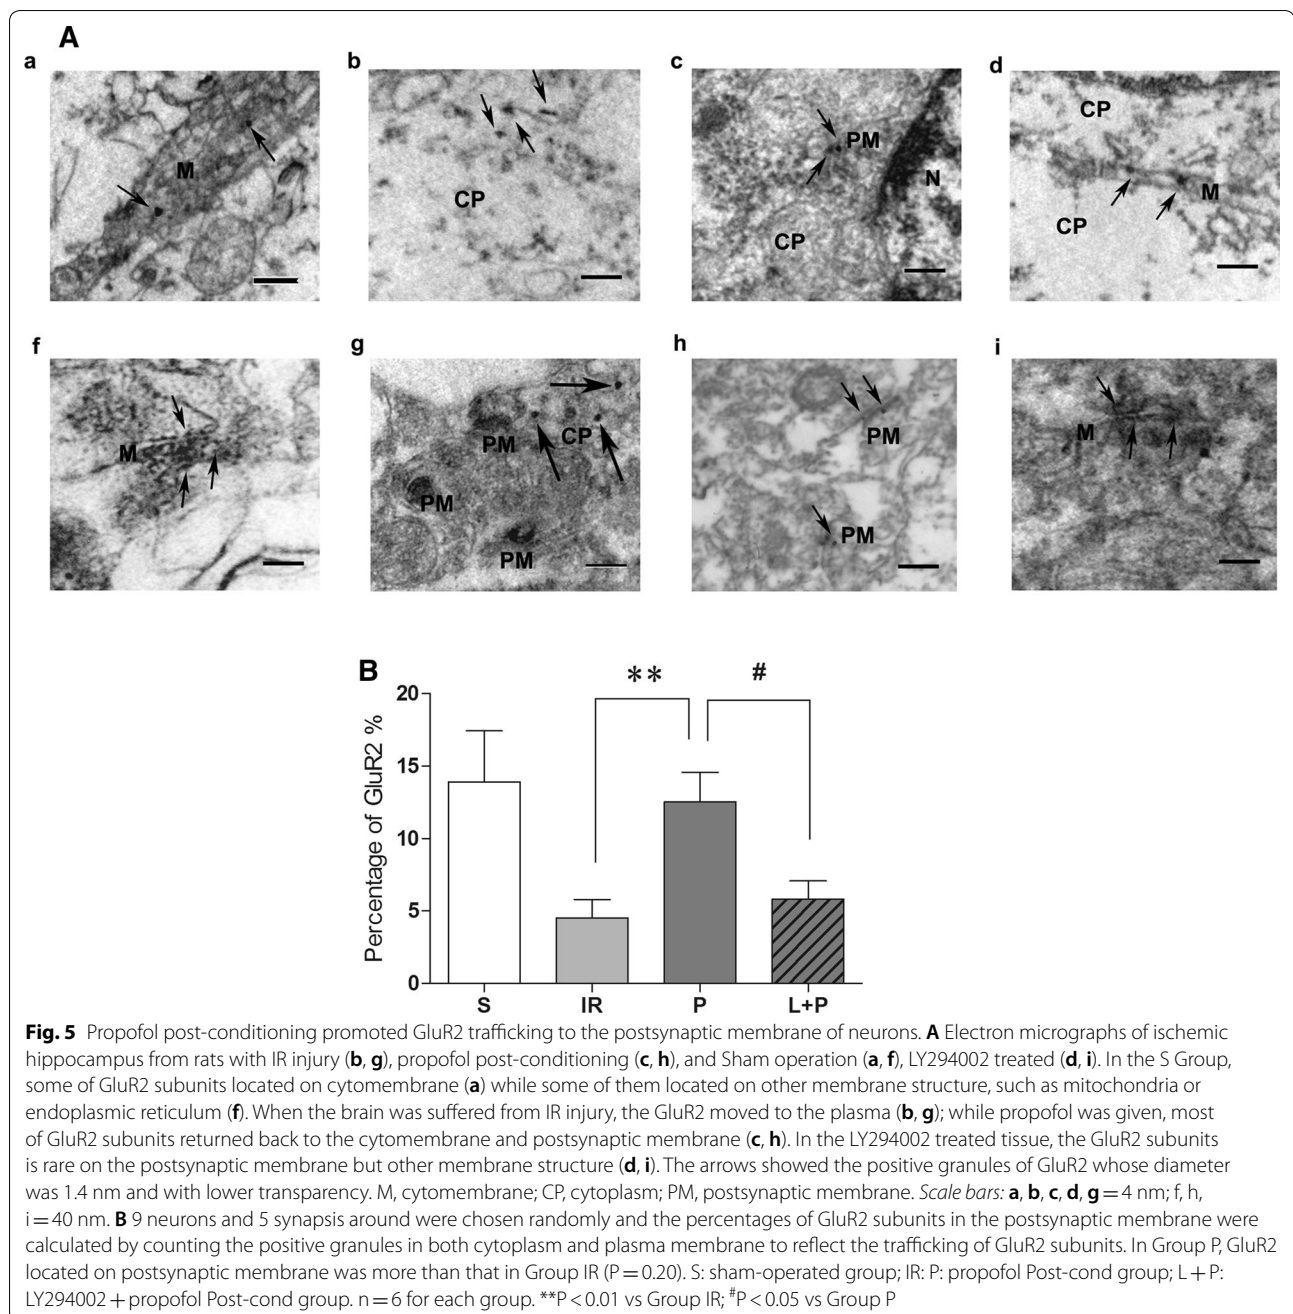 A
a
b
c
d
M
CP
PM
N
CP
CP
CP
M
f
g
h
i
M
PM
CP
PM
PM
PM
PM
M
B
**
#
20
15
10
5
0
Percentage of GluR2 %
S
IR
P
L+P
Fig. 5 Propofol post-conditioning promoted GluR2 trafficking to the postsynaptic membrane of neurons. A Electron micrographs of ischemic
hippocampus from rats with IR injury (b, g), propofol post-conditioning (c, h), and Sham operation (a, f), LY294002 treated (d, i). In the S Group,
some of GluR2 subunits located on cytomembrane (a) while some of them located on other membrane structure, such as mitochondria or
endoplasmic reticulum (f). When the brain was suffered from IR injury, the GluR2 moved to the plasma (b, g); while propofol was given, most
of GluR2 subunits returned back to the cytomembrane and postsynaptic membrane (c, h). In the LY294002 treated tissue, the GluR2 subunits
is rare on the postsynaptic membrane but other membrane structure (d, i). The arrows showed the positive granules of GluR2 whose diameter
was 1.4 nm and with lower transparency. M, cytomembrane; CP, cytoplasm; PM, postsynaptic membrane. Scale bars: a, b, c, d, g = 4 nm; f, h,
i = 40 nm. B 9 neurons and 5 synapsis around were chosen randomly and the percentages of GluR2 subunits in the postsynaptic membrane were
calculated by counting the positive granules in both cytoplasm and plasma membrane to reflect the trafficking of GluR2 subunits. In Group P, GluR2
located on postsynaptic membrane was more than that in Group IR (P = 0.20). S: sham-operated group; IR: P: propofol Post-cond group; L + P:
LY294002 + propofol Post-cond group. n = 6 for each group. **P < 0.01 vs Group IR; #P < 0.05 vs Group P